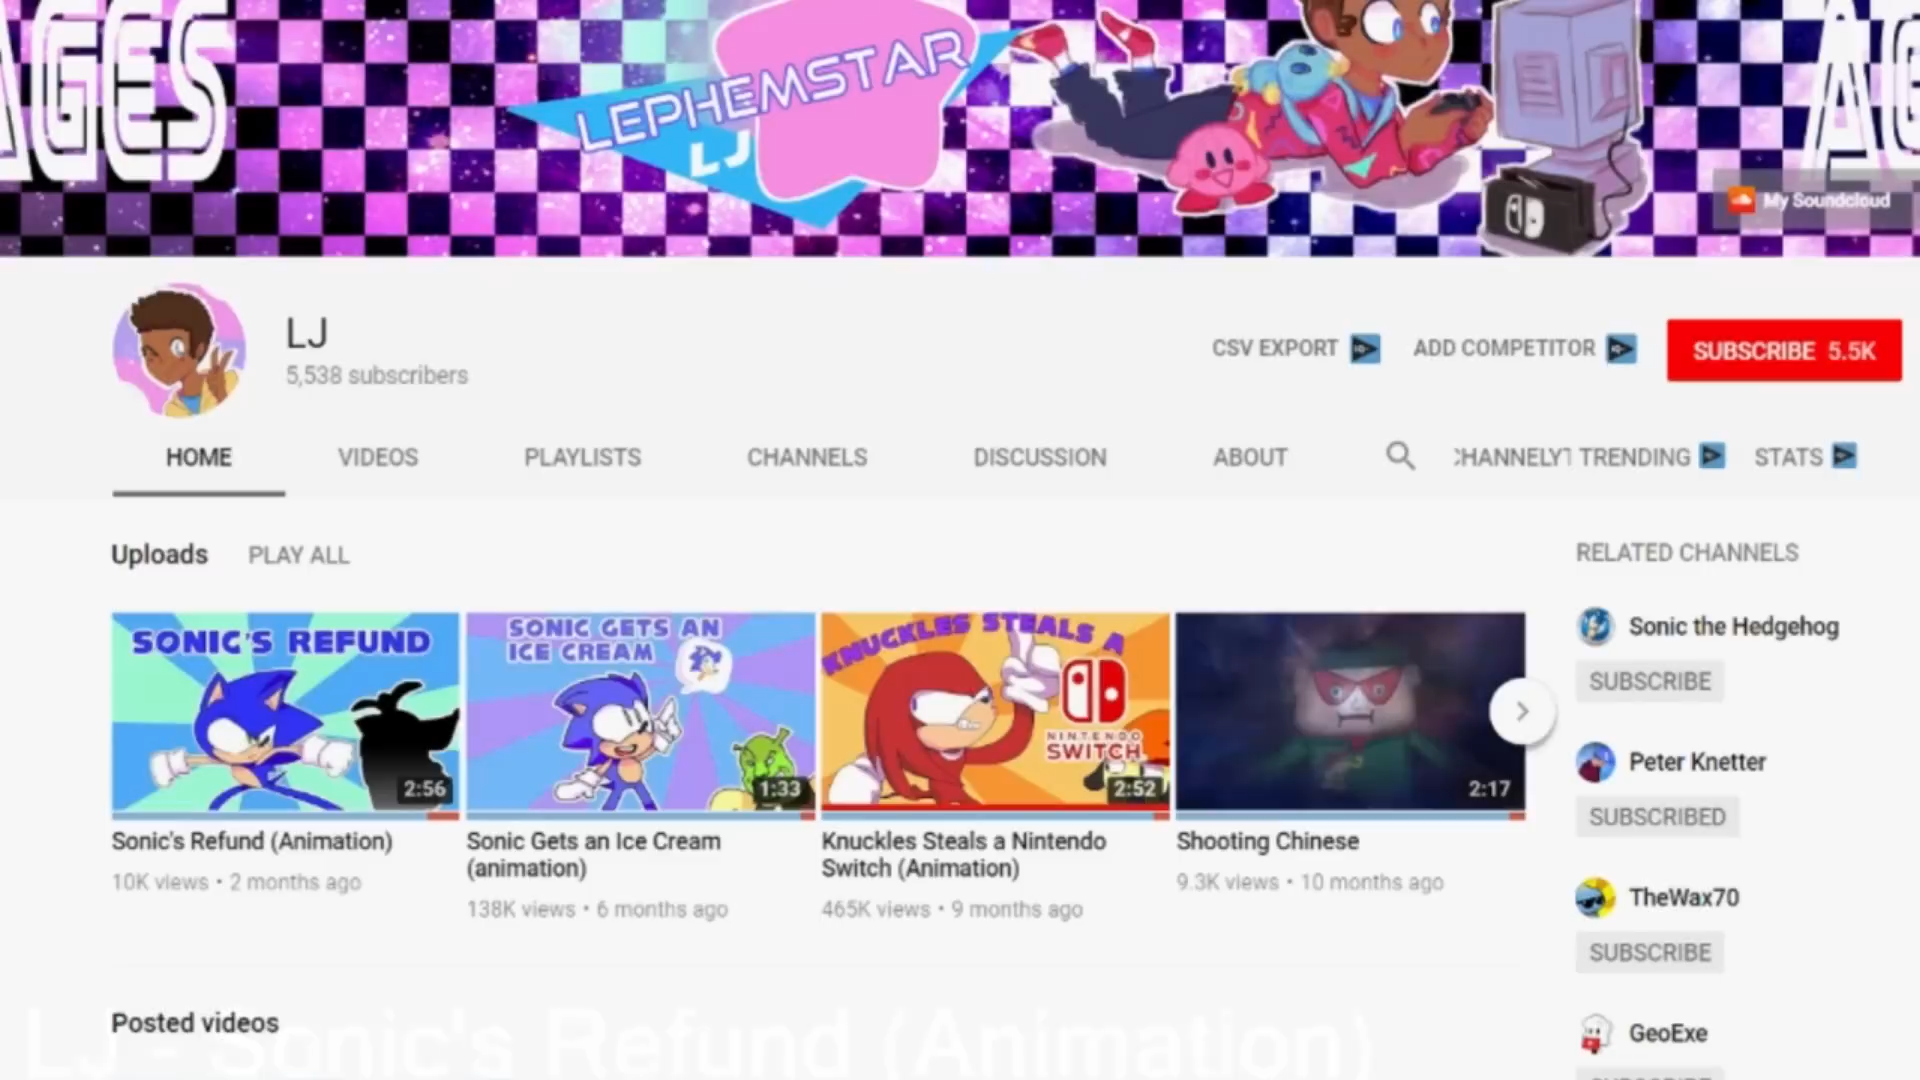 AGES
LEPHEMSTAR
LJ
My Soundcloud
LJ
5,538 subscribers
CSV EXPORT
ADD COMPETITOR
SUBSCRIBE 5.5K
HOME
VIDEOS
PLAYLISTS
CHANNELS
DISCUSSION
ABOUT
TRENDING
STATS
Uploads
PLAY ALL
RELATED CHANNELS
SONIC'S REFUND
2:56
SONIC GETS AN
ICE CREAM
1:33
KNUCKLES STEALS A
NINTENDO
SWITCH
2:52
2:17
Sonic's Refund (Animation)
10K views • 2 months ago
Sonic Gets an Ice Cream
(animation)
138K views • 6 months ago
Knuckles Steals a Nintendo
Switch (Animation)
465K views • 9 months ago
Shooting Chinese
9.3K views • 10 months ago
Sonic the Hedgehog
SUBSCRIBE
Peter Knetter
SUBSCRIBED
TheWax70
SUBSCRIBE
GeoExe
Posted videos
LJ - Sonic's Refund (Animation)